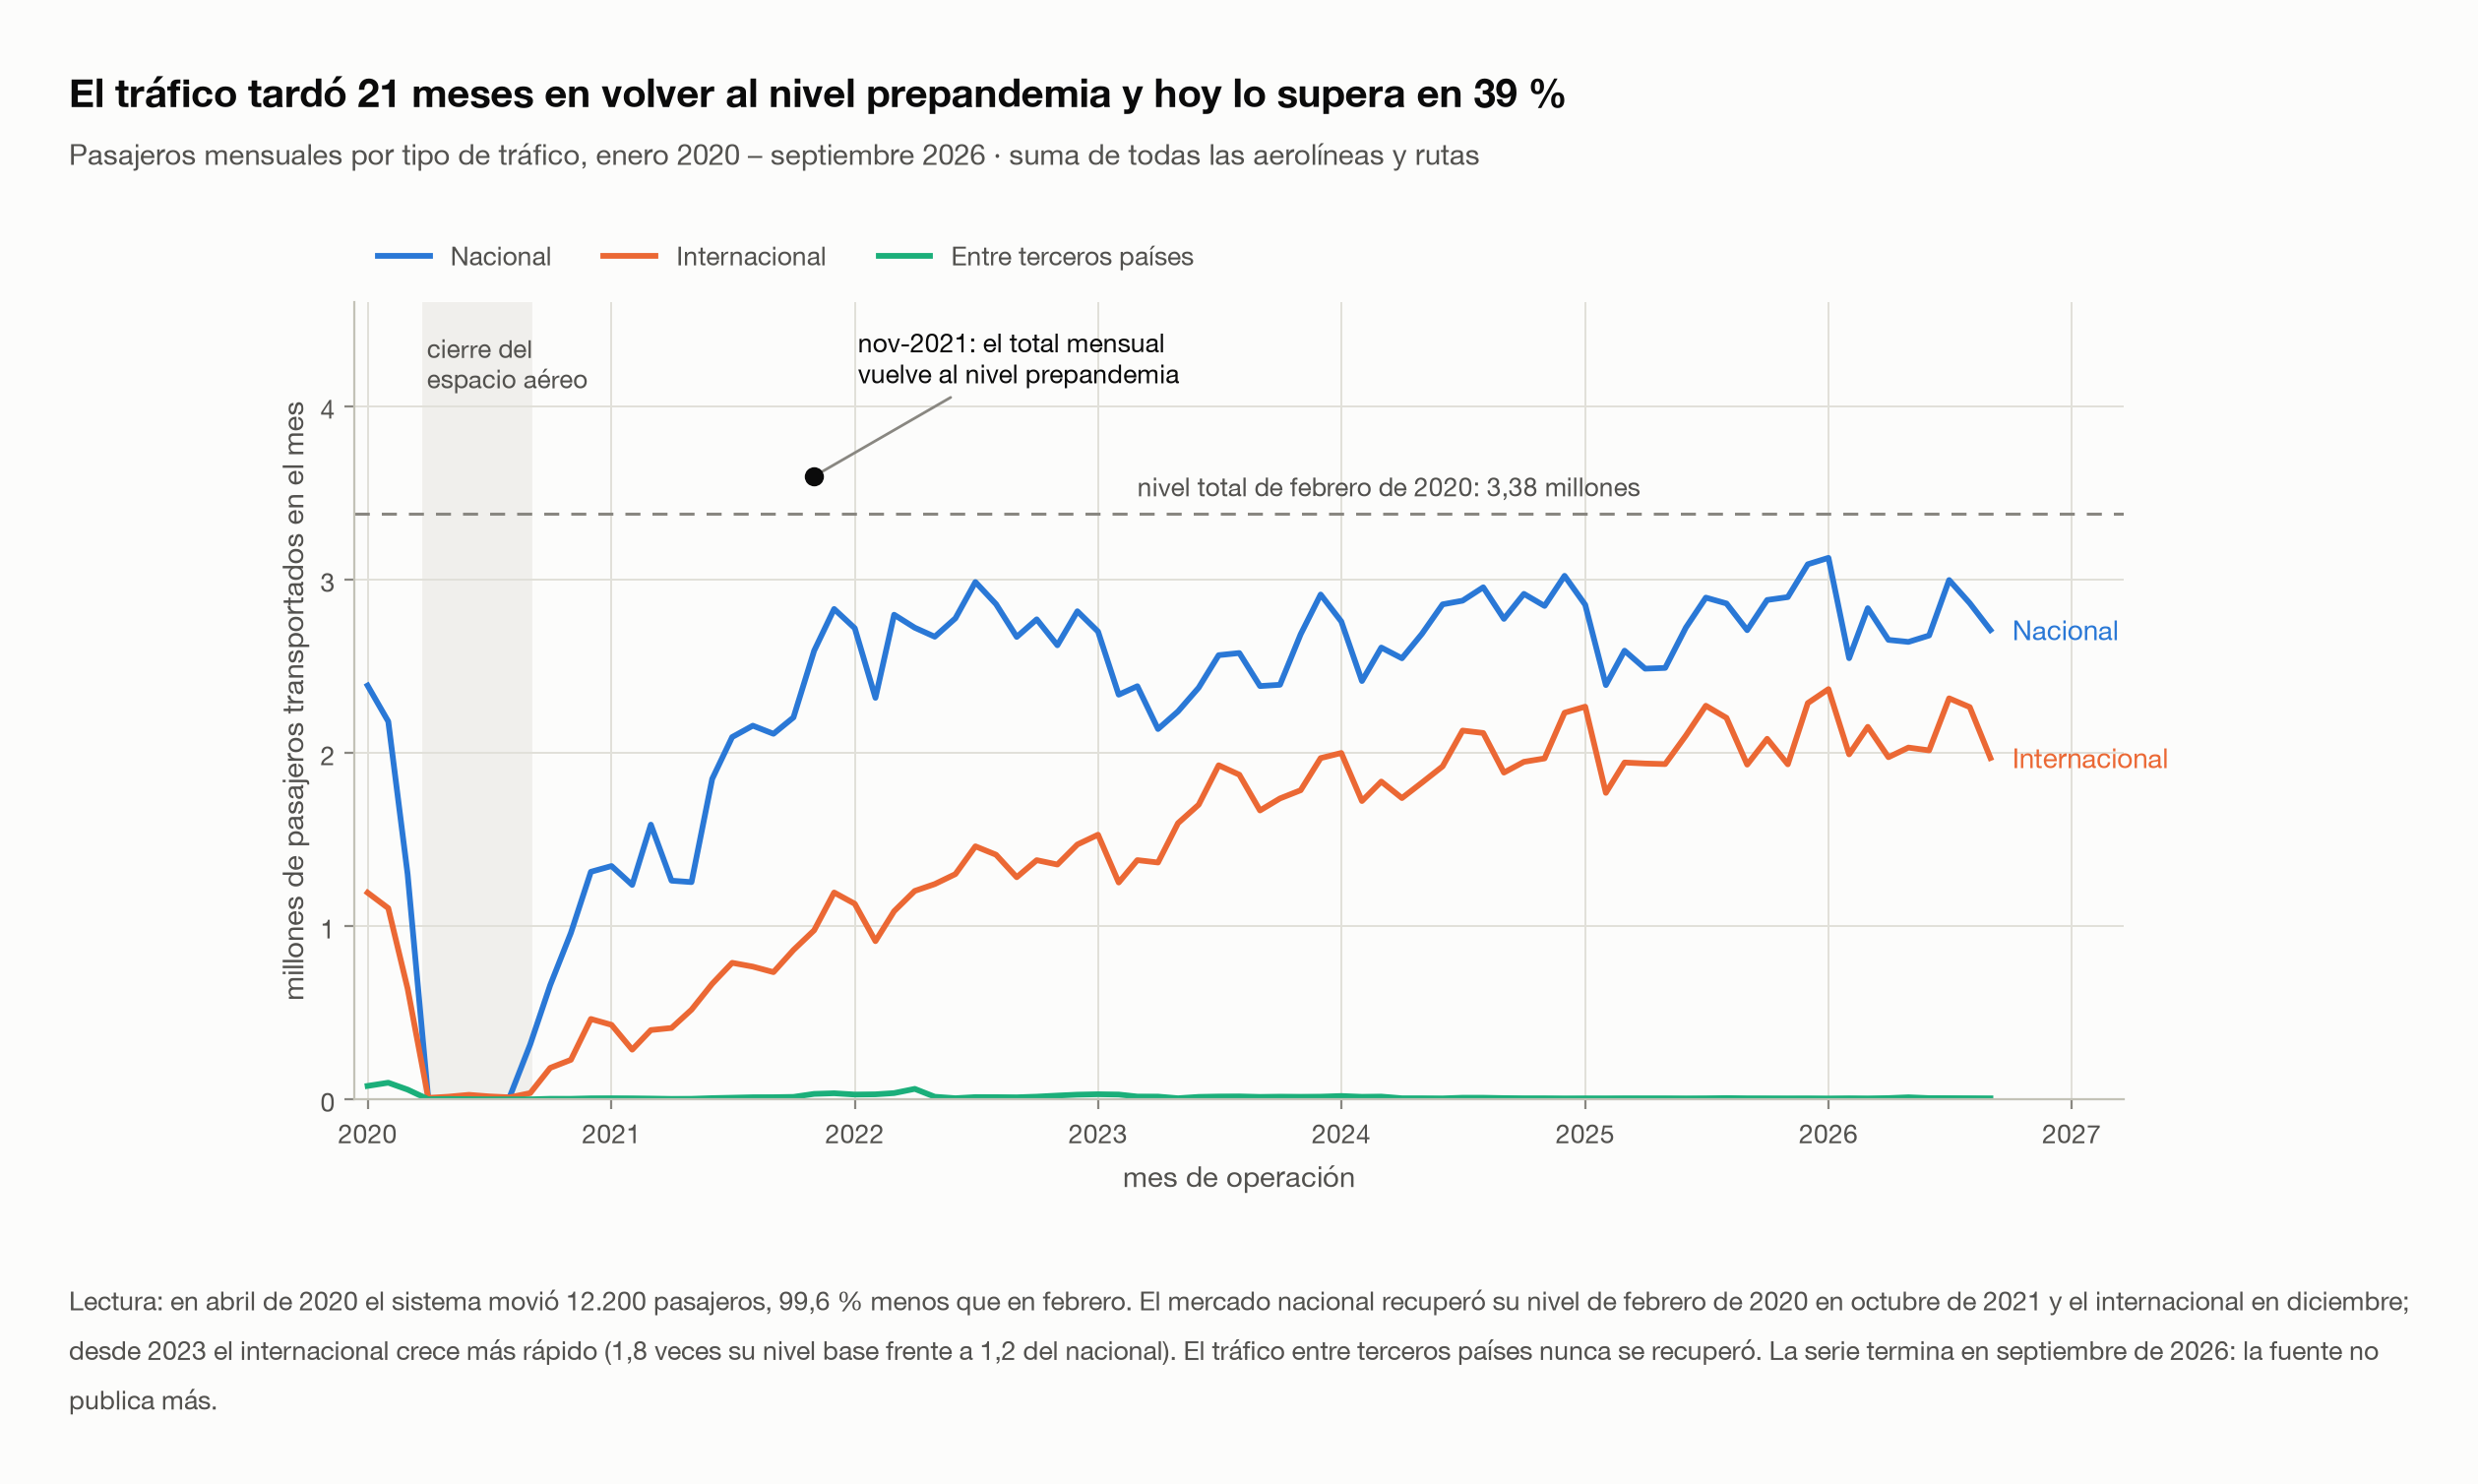 El tráfico tardó 21 meses en volver al nivel prepandemia y hoy lo supera en 39 %
Pasajeros mensuales por tipo de tráfico, enero 2020 – septiembre 2026 · suma de todas las aerolíneas y rutas
Nacional
Internacional
Entre terceros países
cierre del
espacio aéreo
nov-2021: el total mensual
vuelve al nivel prepandemia
nivel total de febrero de 2020: 3,38 millones
millones de pasajeros transportados en el mes
4
3
2
1
0
Nacional
Internacional
2020
2021
2022
2023
2024
2025
2026
2027
mes de operación
Lectura: en abril de 2020 el sistema movió 12.200 pasajeros, 99,6 % menos que en febrero. El mercado nacional recuperó su nivel de febrero de 2020 en octubre de 2021 y el internacional en diciembre;
desde 2023 el internacional crece más rápido (1,8 veces su nivel base frente a 1,2 del nacional). El tráfico entre terceros países nunca se recuperó. La serie termina en septiembre de 2026: la fuente no
publica más.